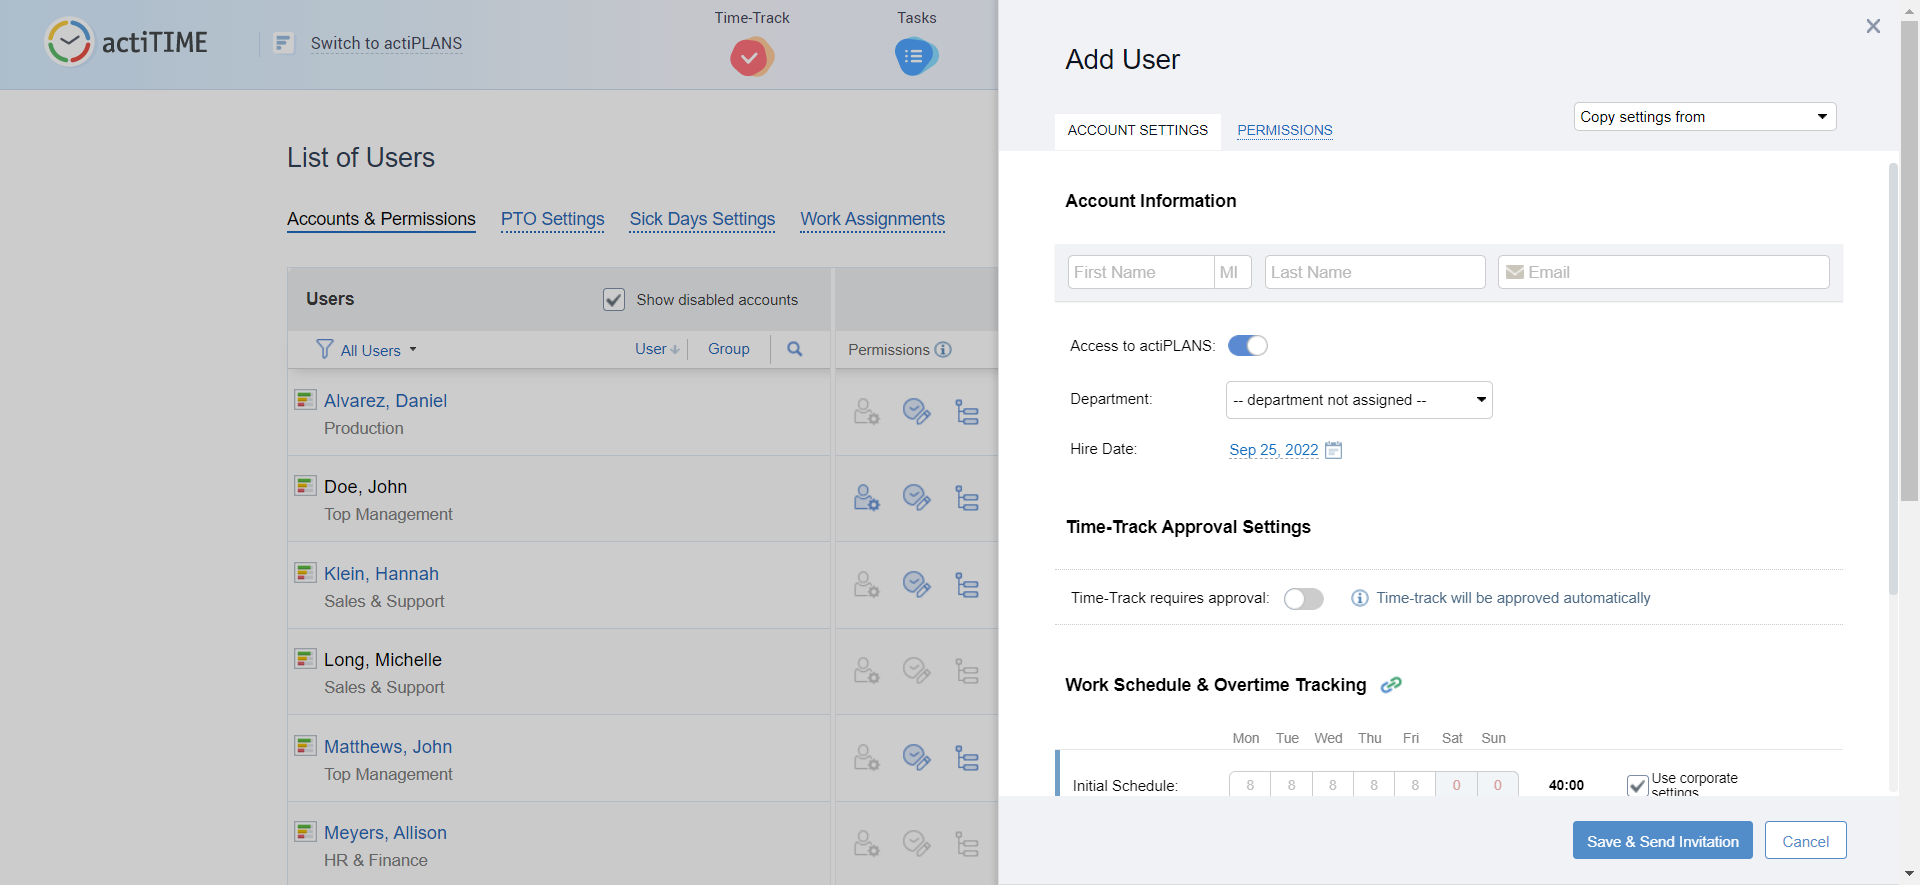 actiTIME
Switch to actiPLANS
Time-Track
Tasks
List of Users
Accounts & Permissions
PTO Settings
Sick Days Settings
Work Assignments
Users
Show disabled accounts
All Users
User
Group
Permissions
Alvarez, Daniel
Production
Doe, John
Top Management
Klein, Hannah
Sales & Support
Long, Michelle
Sales & Support
Matthews, John
Top Management
Meyers, Allison
HR & Finance
Add User
Copy settings from
ACCOUNT SETTINGS
PERMISSIONS
Account Information
First Name
MI
Last Name
Email
Access to actiPLANS:
Department:
-- department not assigned --
Hire Date:
Sep 25, 2022
Time-Track Approval Settings
Time-Track requires approval:
Time-track will be approved automatically
Work Schedule & Overtime Tracking
Mon Tue Wed Thu Fri Sat Sun
Initial Schedule:
8 8 8 8 8 0 0
40:00
Use corporate
settings
Save & Send Invitation
Cancel